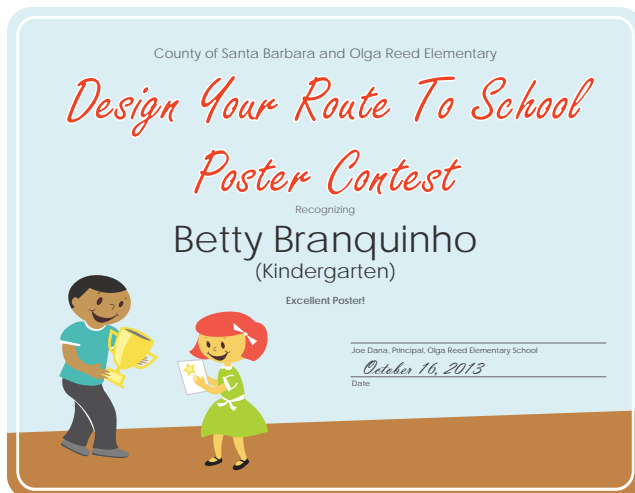 County of Santa Barbara and Olga Reed Elementary
Design Your Route To School
Poster Contest
Recognizing
Betty Branquinho
(Kindergarten)
Excellent Poster!
Joe Dana, Principal, Olga Reed Elementary School
October 16, 2013
Date